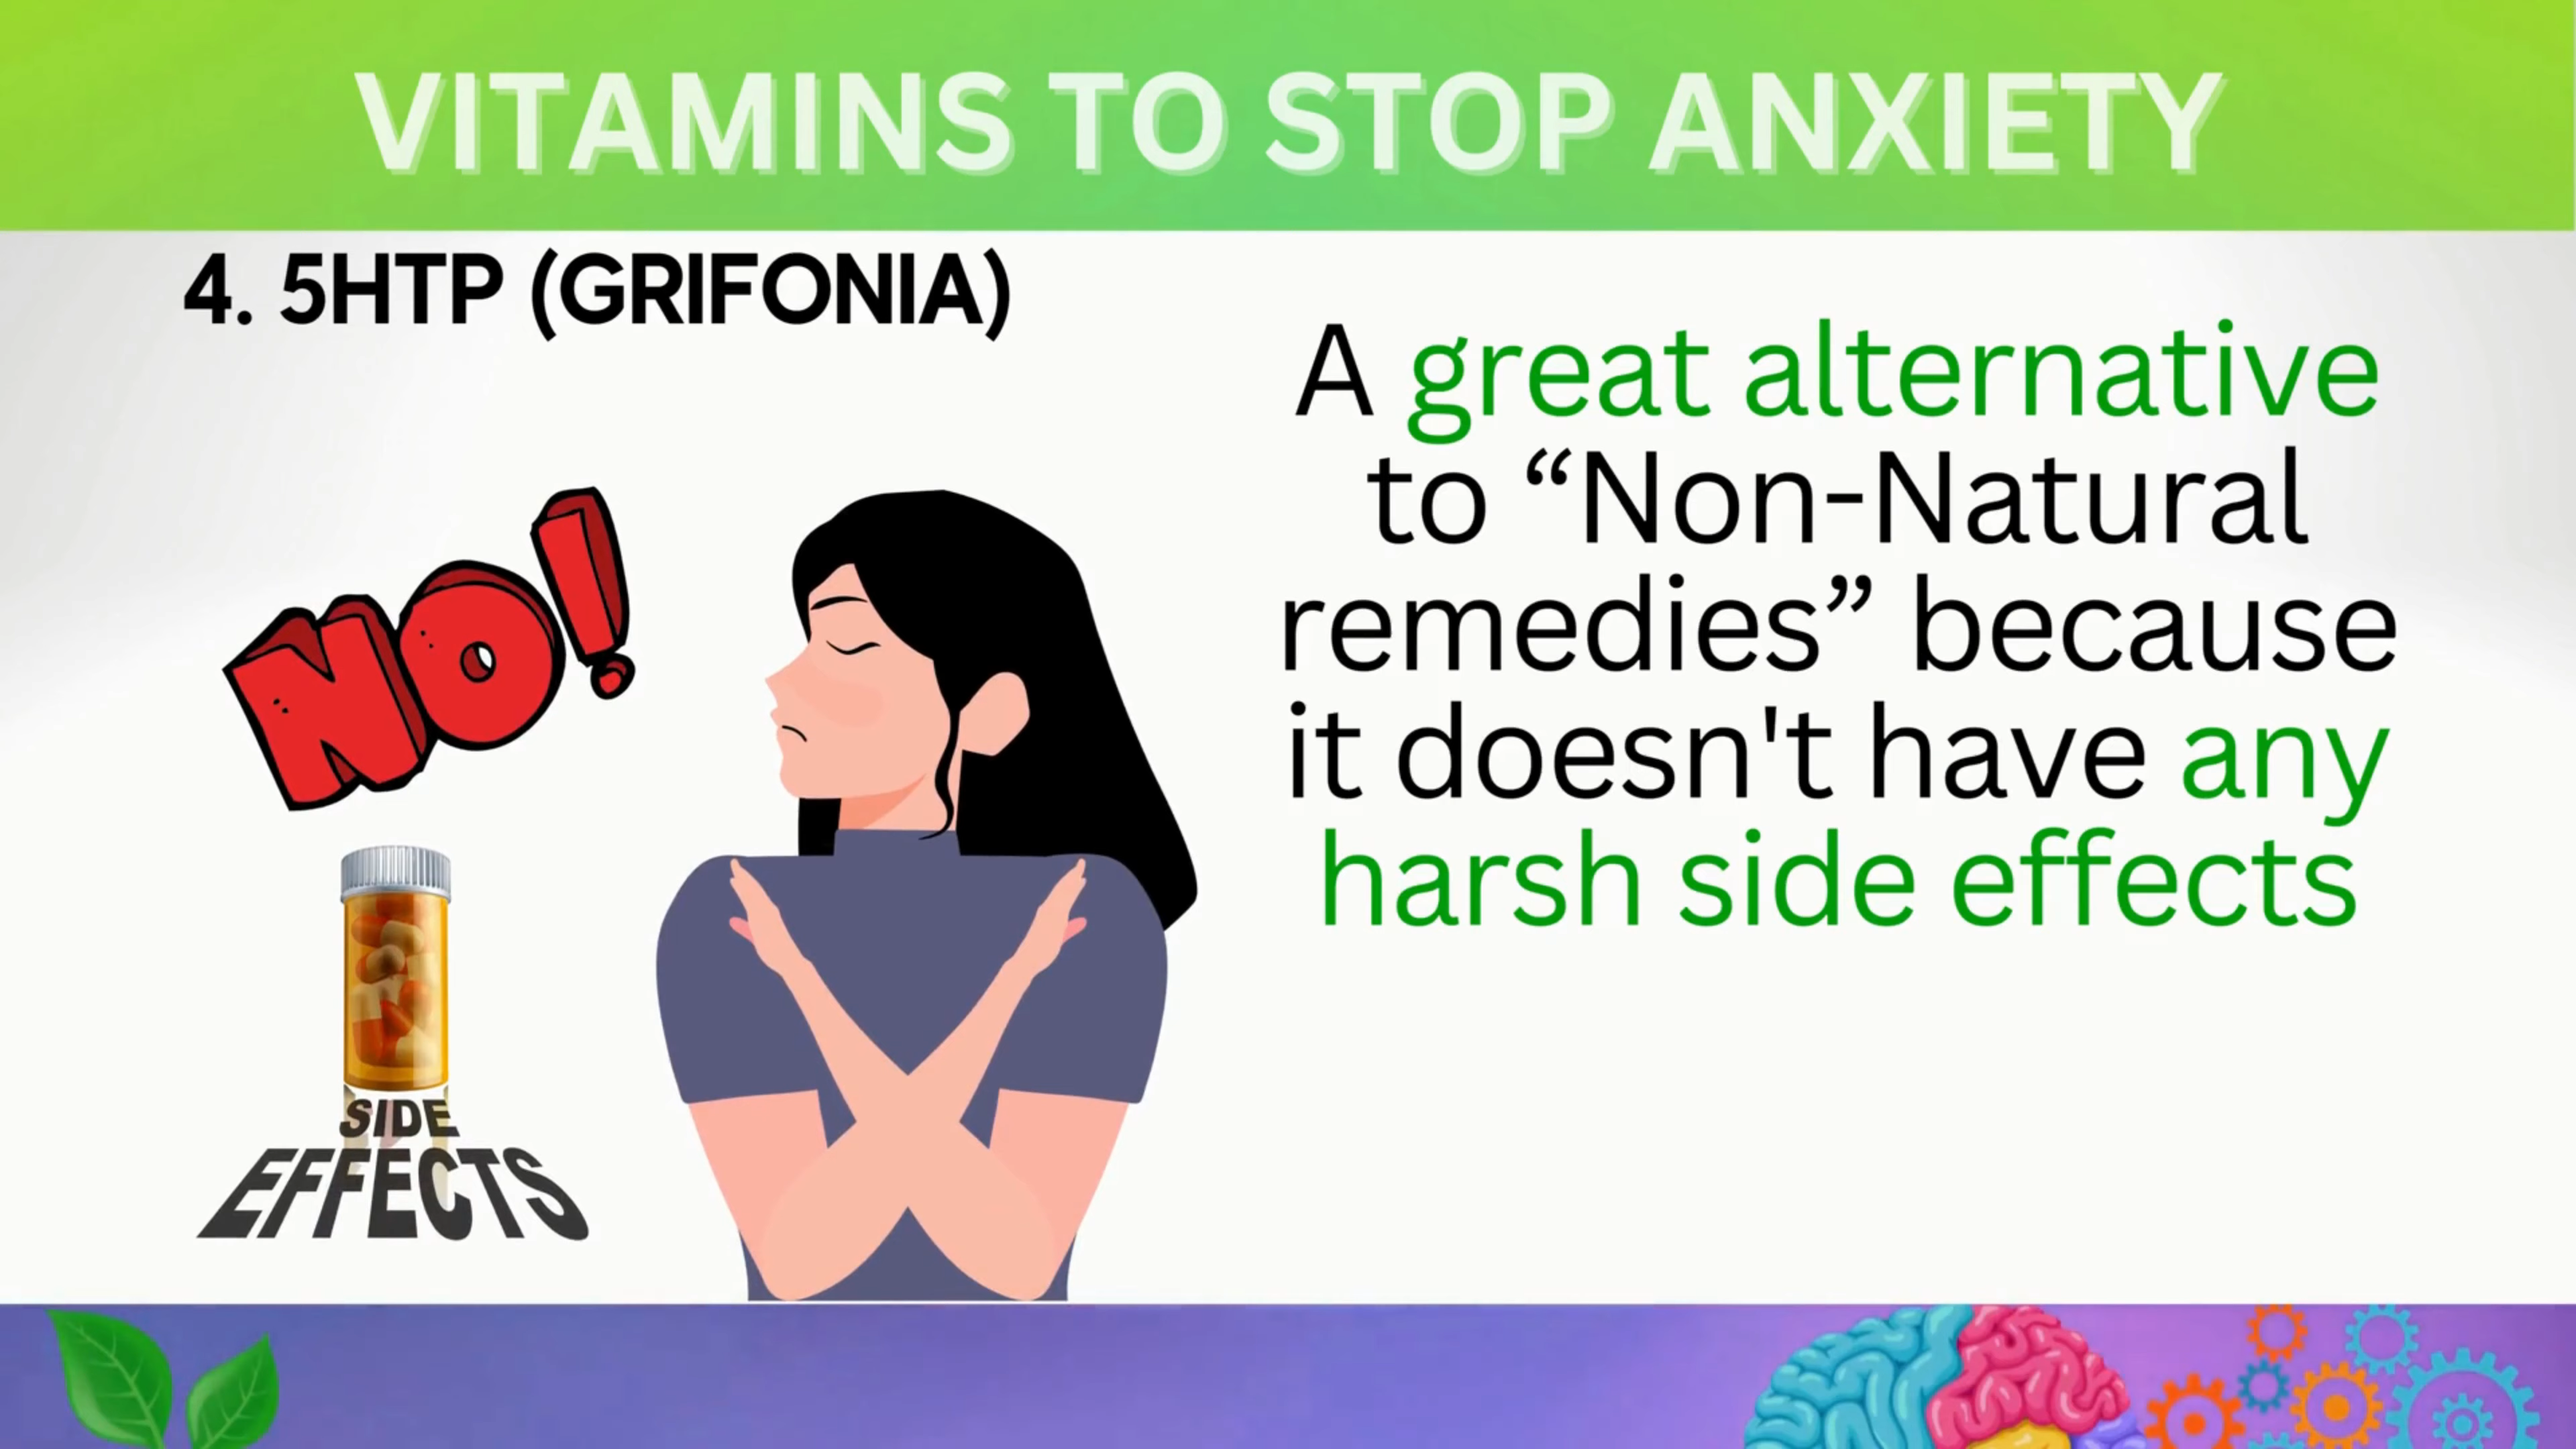 VITAMINS TO STOP ANXIETY
4. 5HTP (GRIFONIA)
A great alternative
to “Non-Natural
remedies” because
it doesn't have any
harsh side effects
NO!
SIDE
EFFECTS